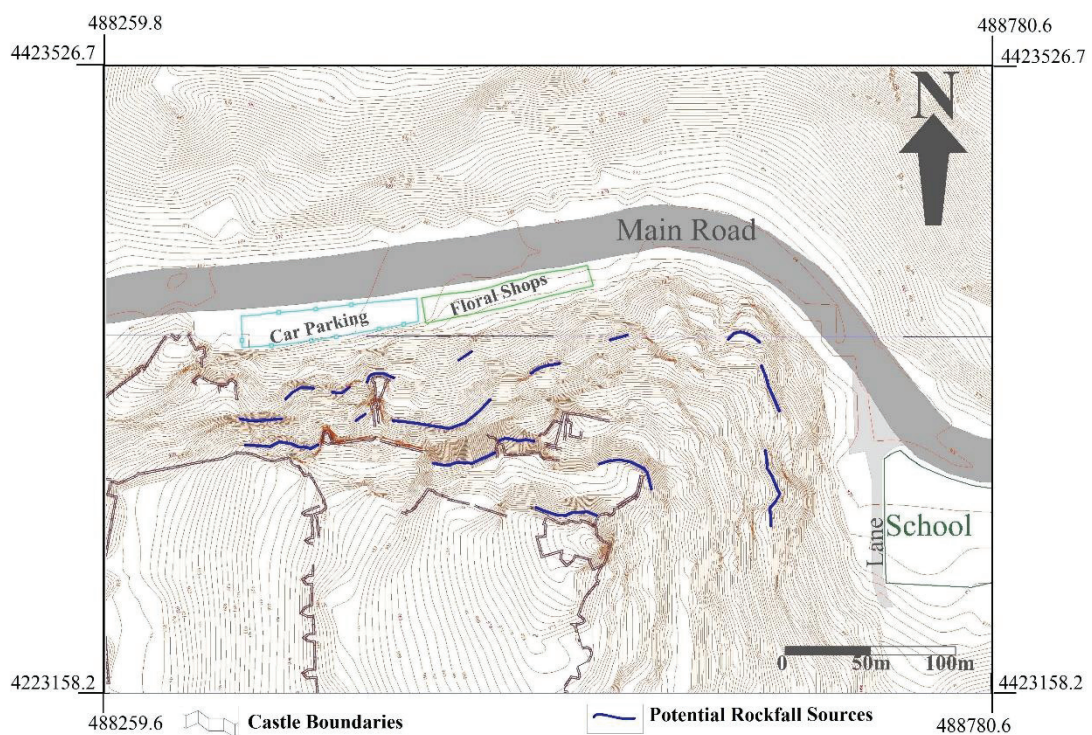 488259.8
488780.6
4423526.7
4423526.7
N
Main Road
Floral Shops
Car Parking
School
Lane
0 50m 100m
4223158.2
4423158.2
488259.6
488780.6
Castle Boundaries
Potential Rockfall Sources